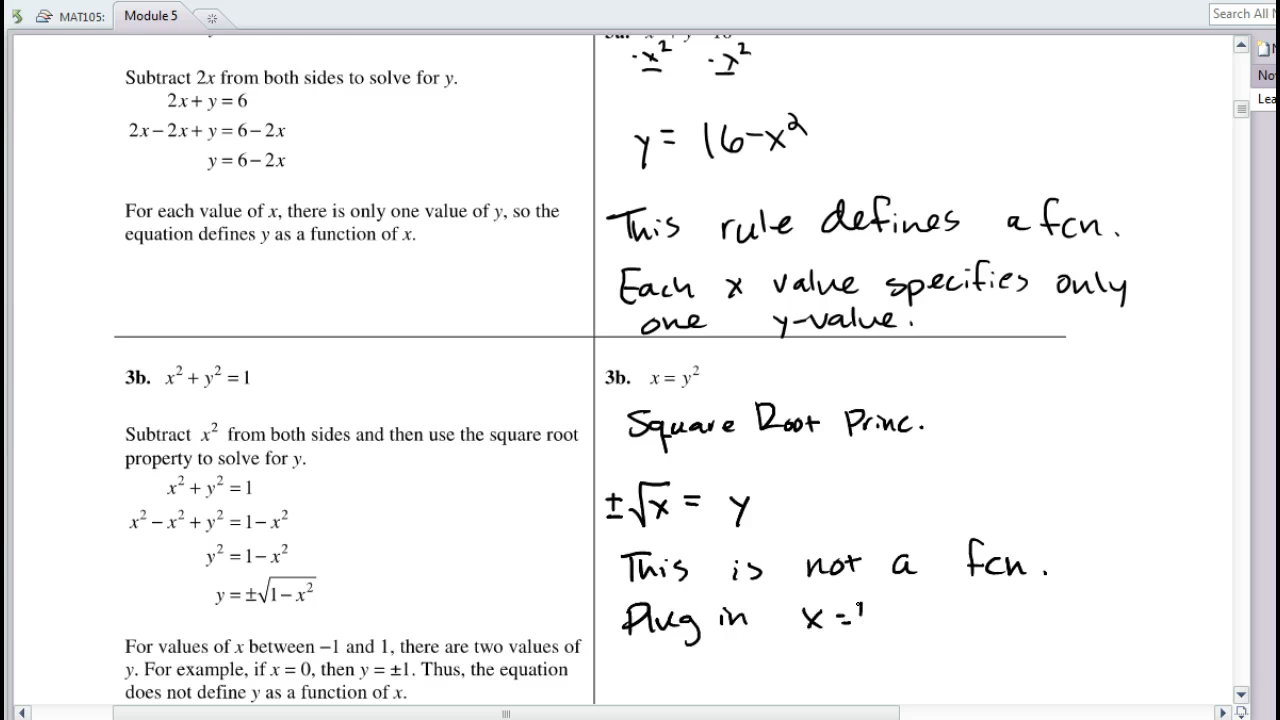 MAT105: Module 5
Search All N
No
Lea
Subtract 2x from both sides to solve for y.
2x + y = 6
2x − 2x + y = 6 − 2x
y = 6 − 2x
For each value of x, there is only one value of y, so the
equation defines y as a function of x.
-x² -x²
y = 16-x²
This rule defines a fcn.
Each x value specifies only
one y-value.
3b. x² + y² = 1
Subtract x² from both sides and then use the square root
property to solve for y.
x² + y² = 1
x² − x² + y² = 1 − x²
y² = 1 − x²
y = ±√(1 − x²)
For values of x between −1 and 1, there are two values of
y. For example, if x = 0, then y = ±1. Thus, the equation
does not define y as a function of x.
3b. x = y²
Square Root Princ.
±√x = y
This is not a fcn.
Plug in x =1